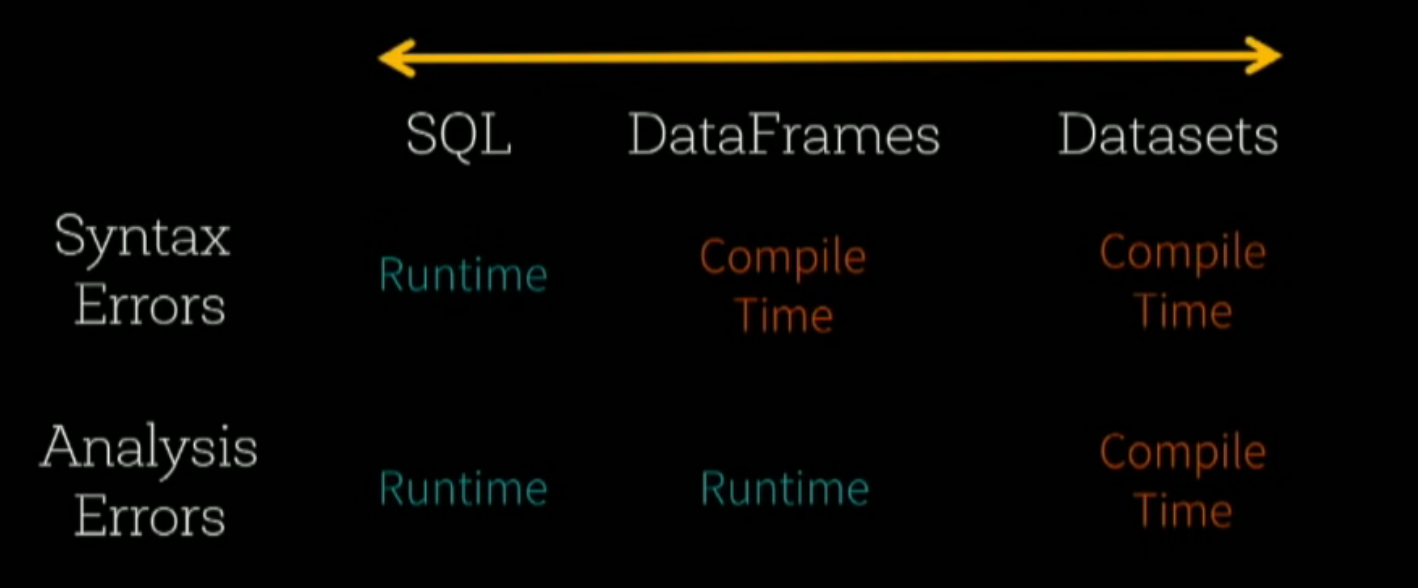 SQL DataFrames Datasets
Syntax
Errors
Runtime
Compile
Time
Compile
Time
Analysis
Errors
Runtime
Runtime
Compile
Time